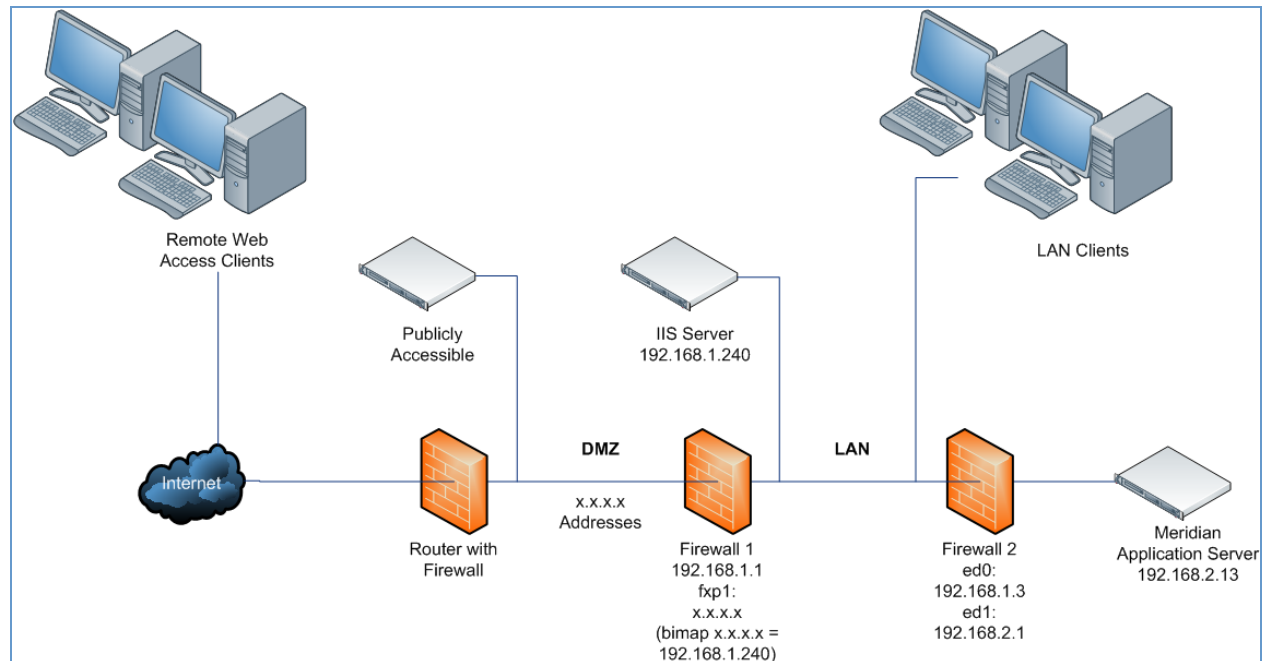 Remote Web
Access Clients
LAN Clients
Publicly
Accessible
IIS Server
192.168.1.240
Internet
DMZ
LAN
x.x.x.x
Addresses
Router with
Firewall
Firewall 1
192.168.1.1
fxp1:
x.x.x.x
(bimap x.x.x.x =
192.168.1.240)
Firewall 2
ed0:
192.168.1.3
ed1:
192.168.2.1
Meridian
Application Server
192.168.2.13